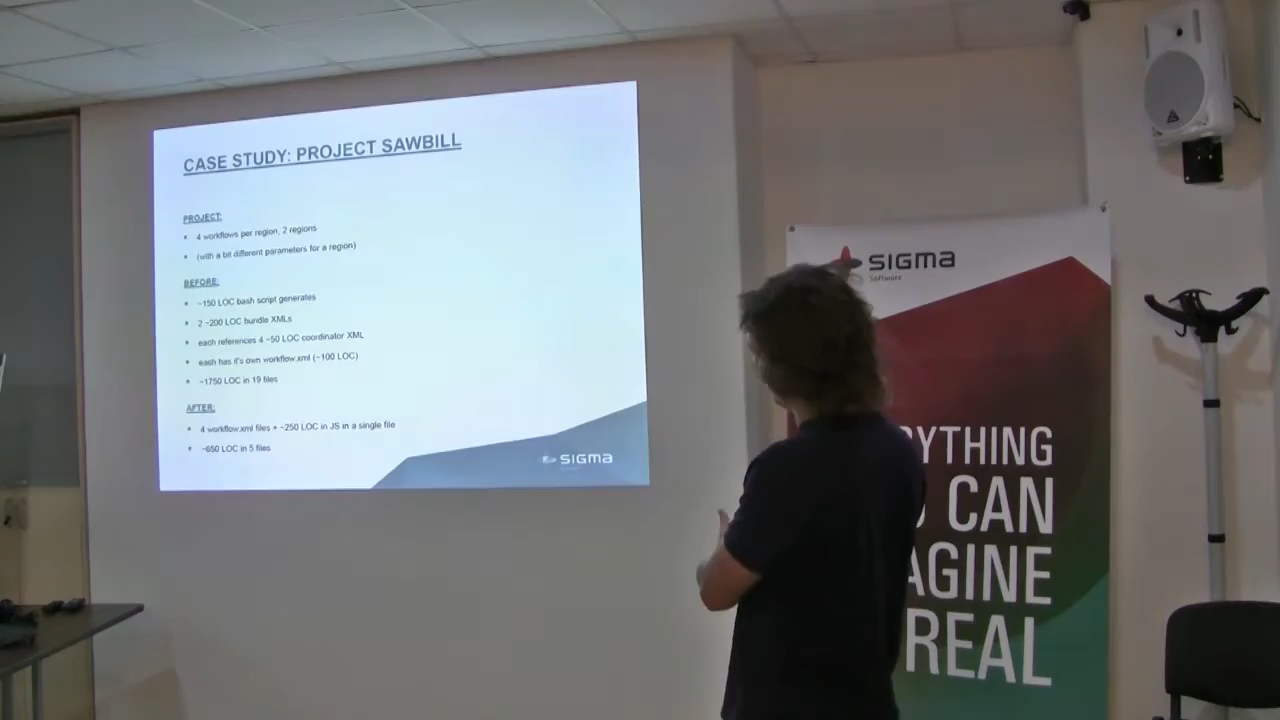 CASE STUDY: PROJECT SAWBILL
PROJECT:
4 workflows per region, 2 regions
(with a bit different parameters for a region)
BEFORE:
~150 LOC bash script generates
2 ~200 LOC bundle XMLs
each references 4 ~50 LOC coordinator XML
each has it's own workflow.xml (~100 LOC)
~1750 LOC in 19 files
AFTER:
4 workflow.xml files + ~250 LOC in JS in a single file
~650 LOC in 5 files
SIGMA
SIGMA
Software
YTHING
CAN
AGINE
REAL